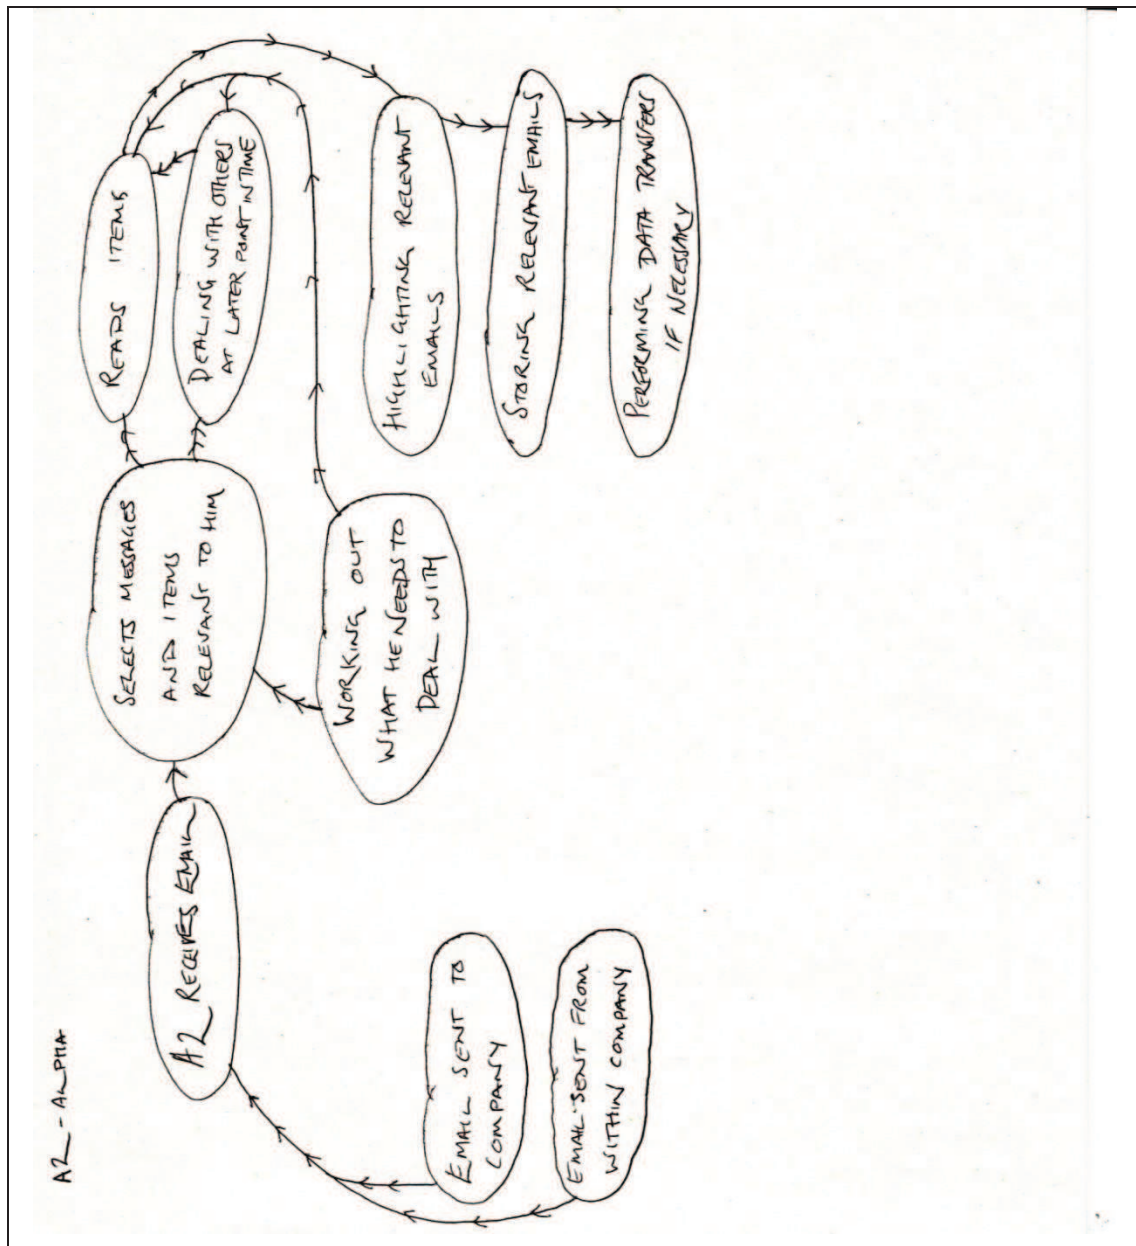 A2 - ALPHA
A2 RECEIVES EMAIL
SELECTS MESSAGES
AND ITEMS
RELEVANT TO HIM
READS ITEMS
DEALING WITH OTHERS
AT LATER POINT IN TIME
WORKING OUT
WHAT HE NEEDS TO
DEAL WITH
HIGHLIGHTING RELEVANT
EMAILS
STORING RELEVANT EMAILS
PERFORMING DATA TRANSFERS
IF NECESSARY
EMAIL SENT TO
COMPANY
EMAIL SENT FROM
WITHIN COMPANY